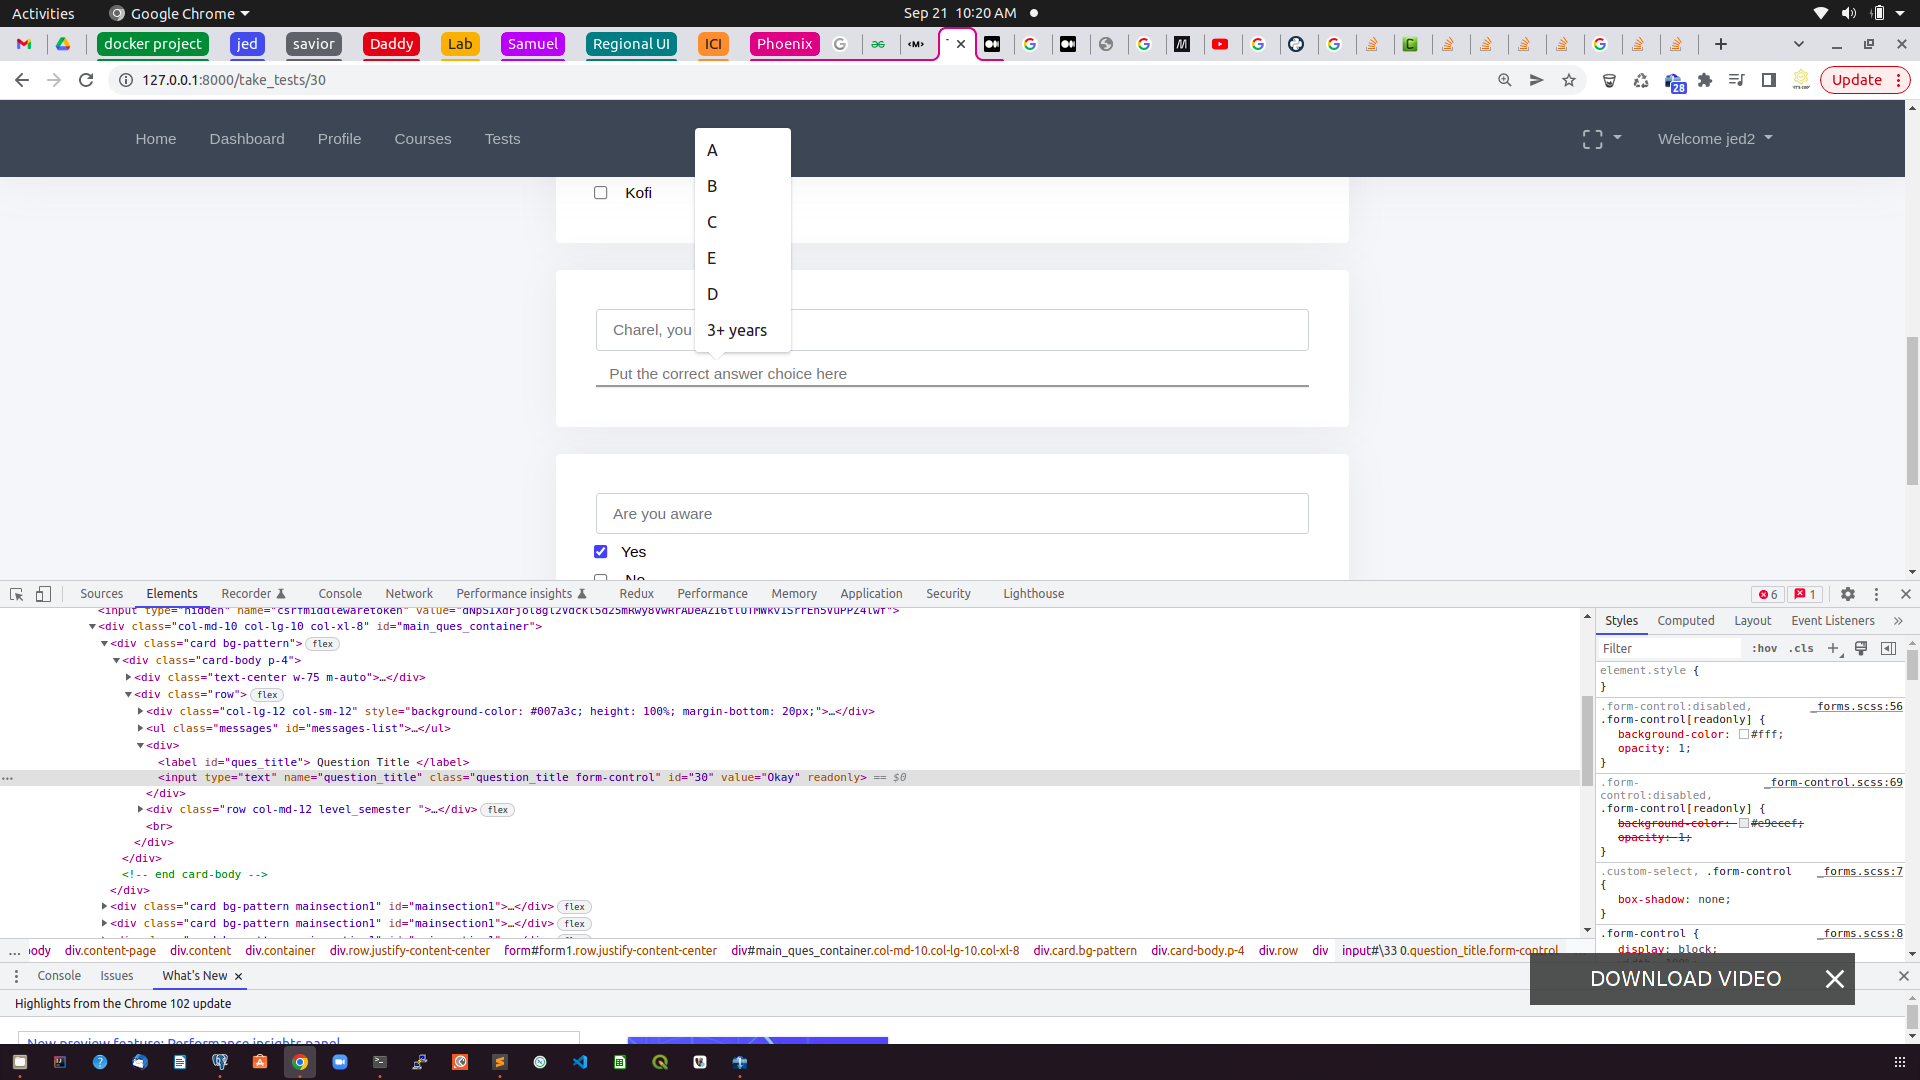 Activities
Google Chrome
Sep 21 10:20 AM
docker project
jed
savior
Daddy
Lab
Samuel
Regional UI
ICI
Phoenix
127.0.0.1:8000/take_tests/30
28
Update
Home
Dashboard
Profile
Courses
Tests
Welcome jed2
A
B
C
E
D
3+ years
Kofi
Charel, you
Put the correct answer choice here
Are you aware
Yes
No
Sources
Elements
Recorder
Console
Network
Performance insights
Redux
Performance
Memory
Application
Security
Lighthouse
6
1
<div class="col-md-10 col-lg-10 col-xl-8" id="main_ques_container">
<div class="card bg-pattern"> flex
<div class="card-body p-4">
<div class="text-center w-75 m-auto">…</div>
<div class="row"> flex
<div class="col-lg-12 col-sm-12" style="background-color: #007a3c; height: 100%; margin-bottom: 20px;">…</div>
<ul class="messages" id="messages-list">…</ul>
<div>
<label id="ques_title"> Question Title </label>
<input type="text" name="question_title" class="question_title form-control" id="30" value="Okay" readonly> == $0
</div>
<div class="row col-md-12 level_semester ">…</div> flex
<br>
</div>
</div>
<!-- end card-body -->
</div>
<div class="card bg-pattern mainsection1" id="mainsection1">…</div> flex
<div class="card bg-pattern mainsection1" id="mainsection1">…</div> flex
… body div.content-page div.content div.container div.row.justify-content-center form#form1.row.justify-content-center div#main_ques_container.col-md-10.col-lg-10.col-xl-8 div.card.bg-pattern div.card-body.p-4 div.row div input#\33 0.question_title.form-control
Styles
Computed
Layout
Event Listeners
»
Filter
:hov
.cls
element.style {
}
.form-control:disabled, _forms.scss:56
.form-control[readonly] {
background-color: #fff;
opacity: 1;
}
.form- _form-control.scss:69
control:disabled,
.form-control[readonly] {
background-color: #e9ecef;
opacity: 1;
}
.custom-select, .form-control _forms.scss:7
{
box-shadow: none;
}
.form-control { _forms.scss:8
display: block;
Console
Issues
What's New
DOWNLOAD VIDEO
Highlights from the Chrome 102 update
New preview feature: Performance insights panel